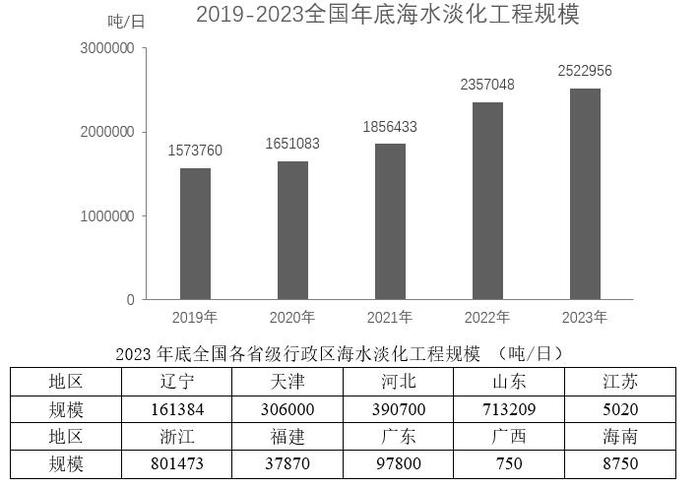 2019-2023全国年底海水淡化工程规模
吨/日
3000000
2000000
1000000
0
1573760
1651083
1856433
2357048
2522956
2019年 2020年 2021年 2022年 2023年
2023 年底全国各省级行政区海水淡化工程规模 （吨/日）
地区 辽宁 天津 河北 山东 江苏
规模 161384 306000 390700 713209 5020
地区 浙江 福建 广东 广西 海南
规模 801473 37870 97800 750 8750